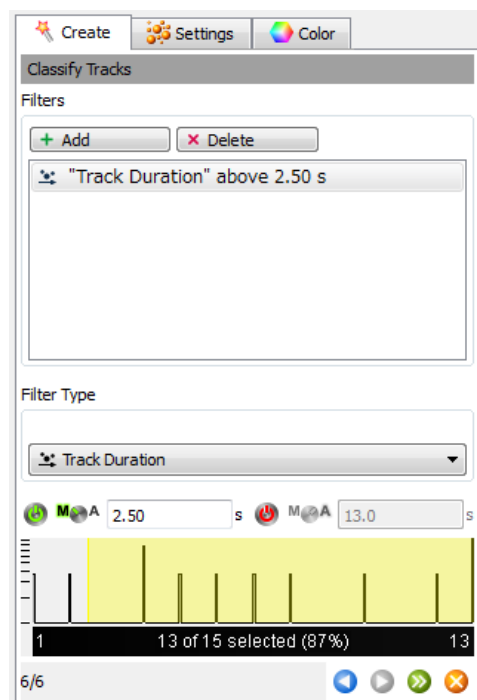 Create Settings Color
Classify Tracks
Filters
Add Delete
"Track Duration" above 2.50 s
Filter Type
Track Duration
M A 2.50 s M A 13.0 s
1 13 of 15 selected (87%) 13
6/6